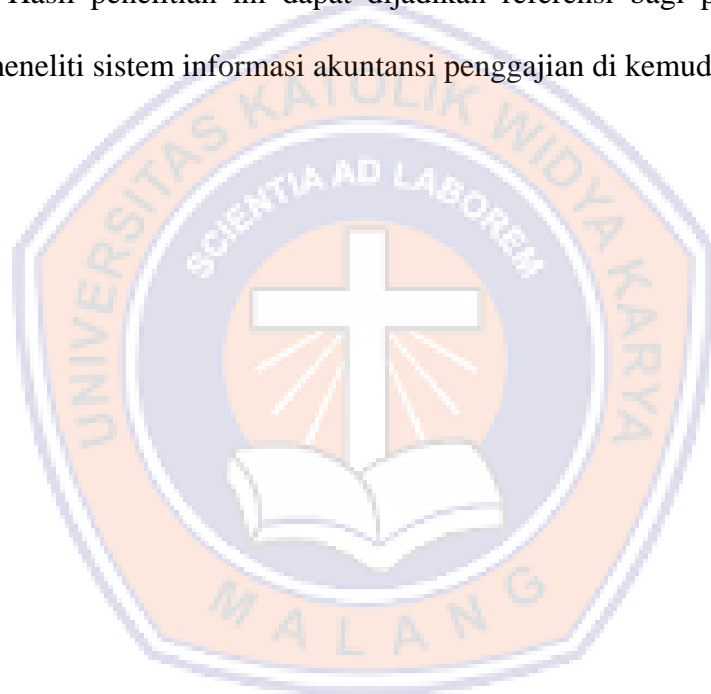 Hasil penelitian ini dapat dijadikan referensi bagi
meneliti sistem informasi akuntansi penggajian di
UNIVERSITAS KATOLIK WIDYA KARYA
SCIENTIA AD LABOREM
MALANG